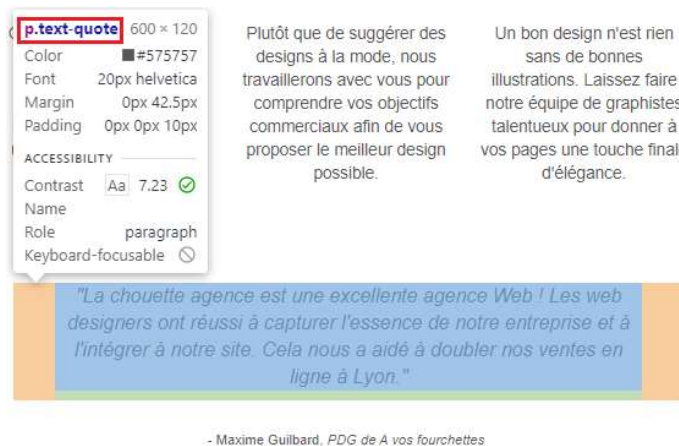 p.text-quote 600 × 120
Color #575757
Font 20px helvetica
Margin 0px 42.5px
Padding 0px 0px 10px
ACCESSIBILITY
Contrast Aa 7.23
Name
Role paragraph
Keyboard-focusable
Plutôt que de suggérer des
designs à la mode, nous
travaillerons avec vous pour
comprendre vos objectifs
commerciaux afin de vous
proposer le meilleur design
possible.
Un bon design n'est rien
sans de bonnes
illustrations. Laissez faire
notre équipe de graphistes
talentueux pour donner à
vos pages une touche finale
d'élégance.
"La chouette agence est une excellente agence Web ! Les web
designers ont réussi à capturer l'essence de notre entreprise et à
l'intégrer à notre site. Cela nous a aidé à doubler nos ventes en
ligne à Lyon."
- Maxime Guilbard, PDG de A vos fourchettes